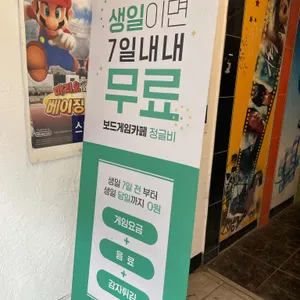 생일이면
7일내내
무료
보드게임카페 정글비
생일 7일 전 부터
생일 당일까지 0원
게임요금
+
음료
+
감자튀김